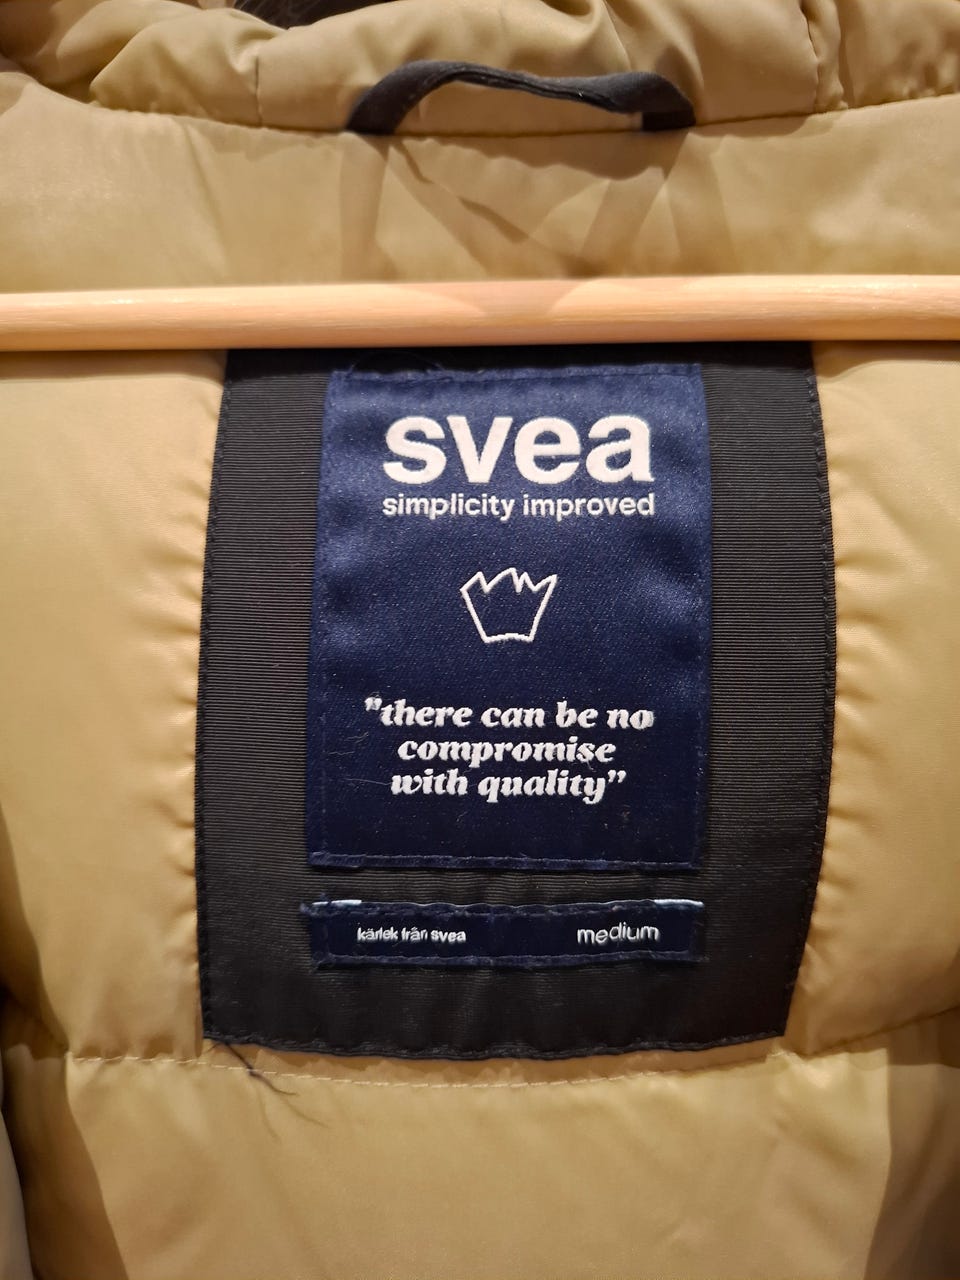 svea
simplicity improved
"there can be no
compromise
with quality"
kärlek från svea
medium